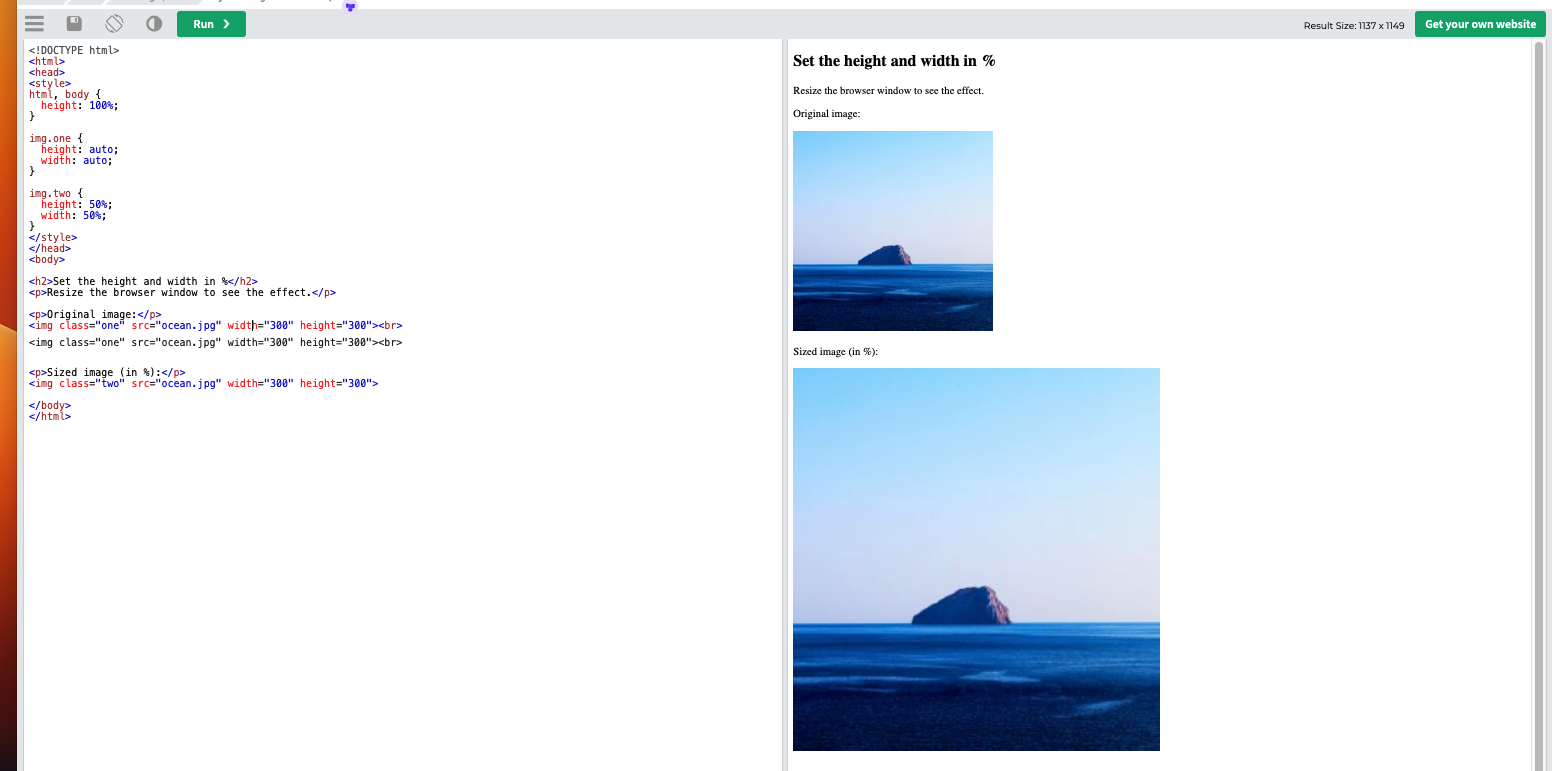 Run ❯
Result Size: 1137 x 1149
Get your own website
<!DOCTYPE html>
<html>
<head>
<style>
html, body {
  height: 100%;
}
img.one {
  height: auto;
  width: auto;
}
img.two {
  height: 50%;
  width: 50%;
}
</style>
</head>
<body>
<h2>Set the height and width in %</h2>
<p>Resize the browser window to see the effect.</p>
<p>Original image:</p>
<img class="one" src="ocean.jpg" width="300" height="300"><br>
<img class="one" src="ocean.jpg" width="300" height="300"><br>
<p>Sized image (in %):</p>
<img class="two" src="ocean.jpg" width="300" height="300">
</body>
</html>
Set the height and width in %
Resize the browser window to see the effect.
Original image:
Sized image (in %):